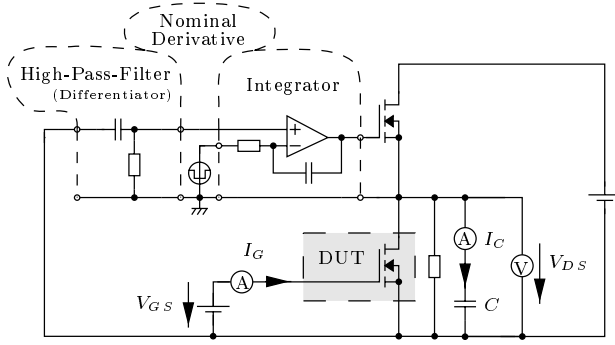 Nominal
Derivative
High-Pass-Filter
(Differentiator)
Integrator
+
−
DUT
I_G
A
V_GS
A
I_C
C
V
V_DS